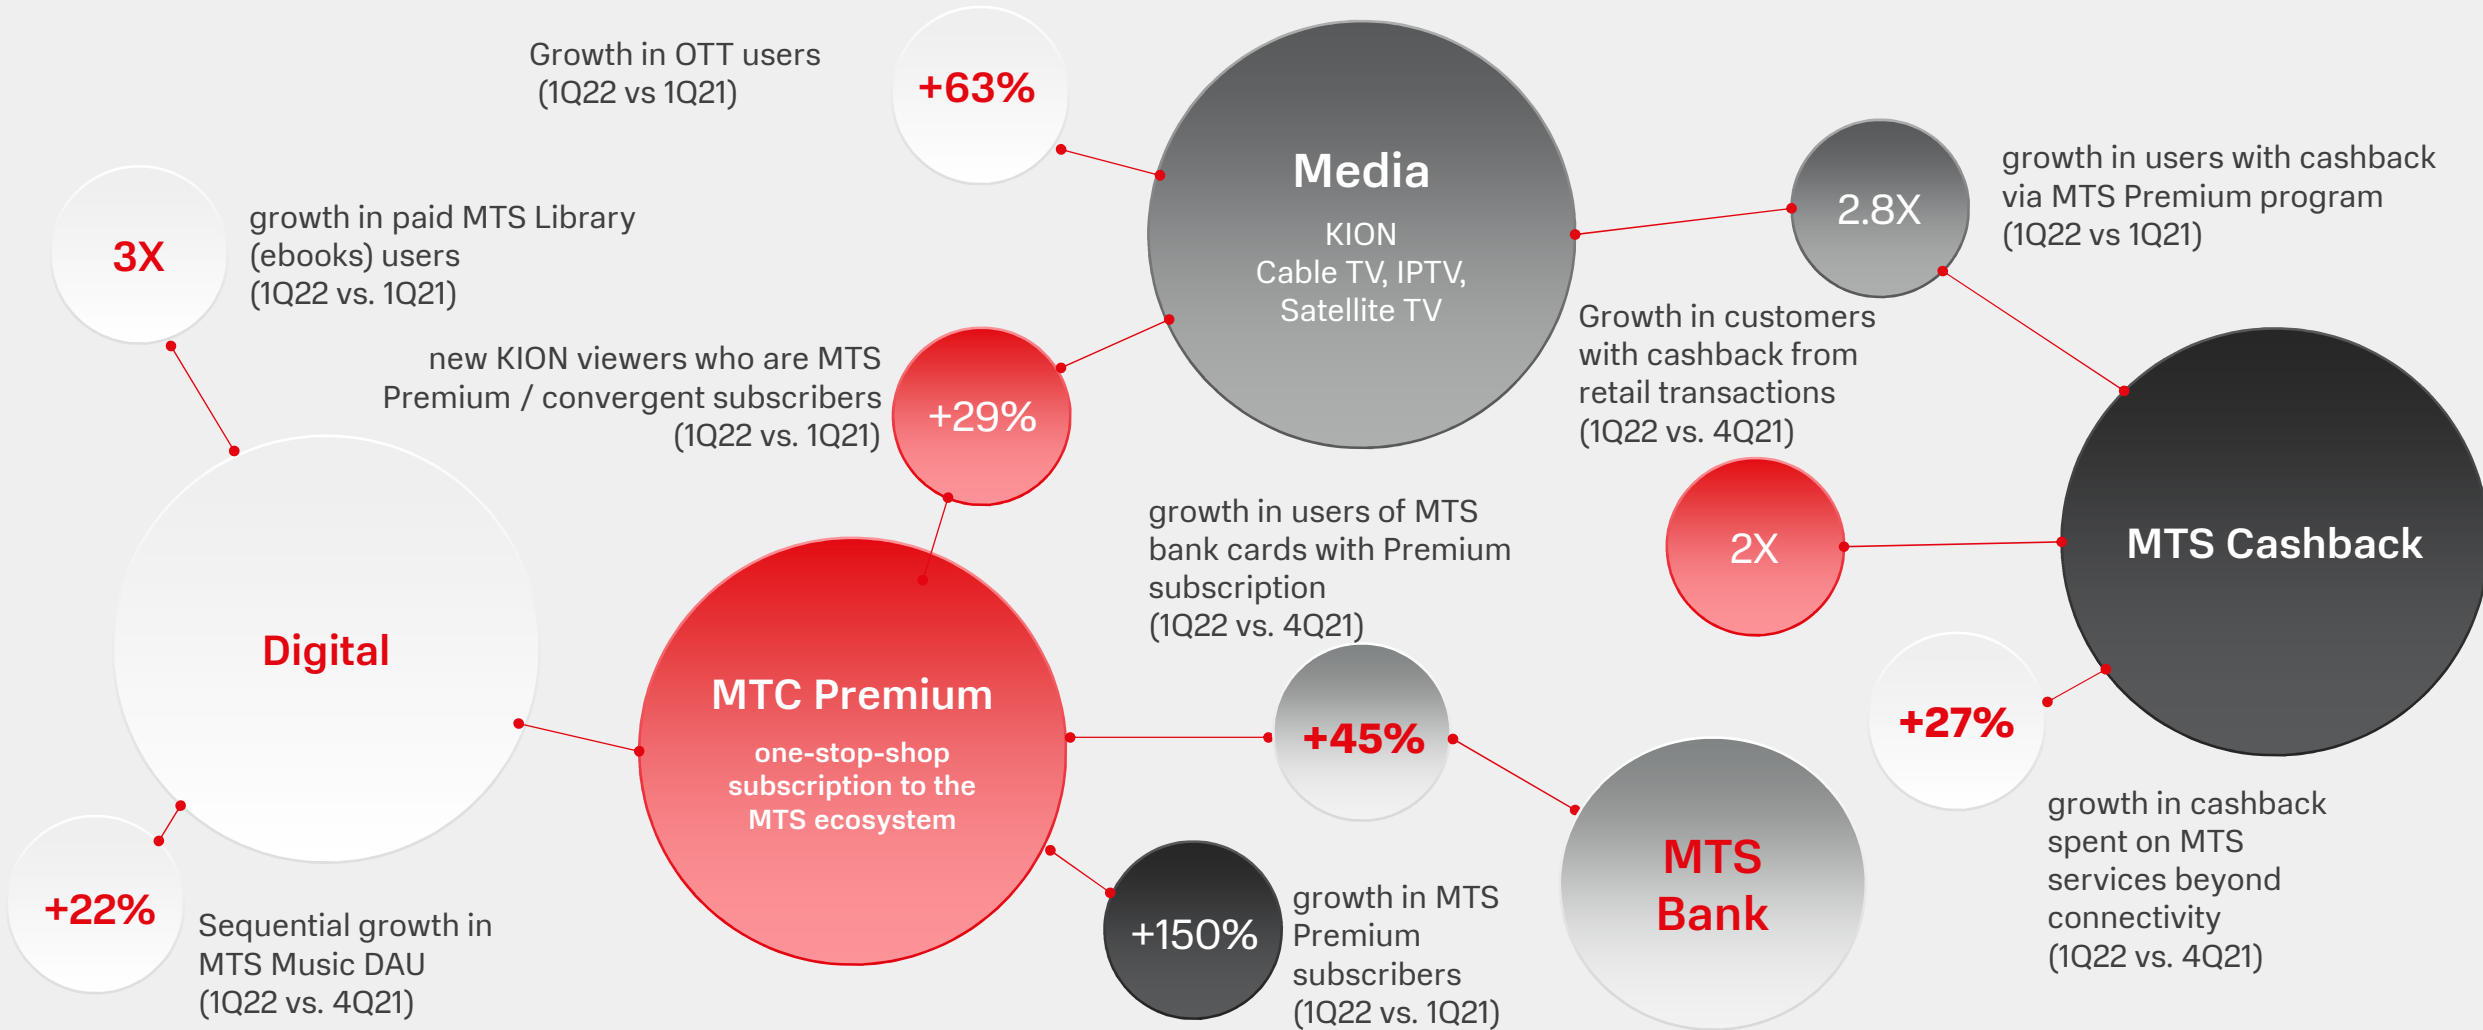 Growth in OTT users
(1Q22 vs 1Q21)
+63%
Media
KION
Cable TV, IPTV,
Satellite TV
2.8X
growth in users with cashback
via MTS Premium program
(1Q22 vs 1Q21)
3X
growth in paid MTS Library
(ebooks) users
(1Q22 vs. 1Q21)
new KION viewers who are MTS
Premium / convergent subscribers
(1Q22 vs. 1Q21)
+29%
Growth in customers
with cashback from
retail transactions
(1Q22 vs. 4Q21)
2X
MTS Cashback
growth in users of MTS
bank cards with Premium
subscription
(1Q22 vs. 4Q21)
+45%
Digital
MTC Premium
one-stop-shop
subscription to the
MTS ecosystem
+27%
growth in cashback
spent on MTS
services beyond
connectivity
(1Q22 vs. 4Q21)
MTS
Bank
+22%
Sequential growth in
MTS Music DAU
(1Q22 vs. 4Q21)
+150%
growth in MTS
Premium
subscribers
(1Q22 vs. 1Q21)